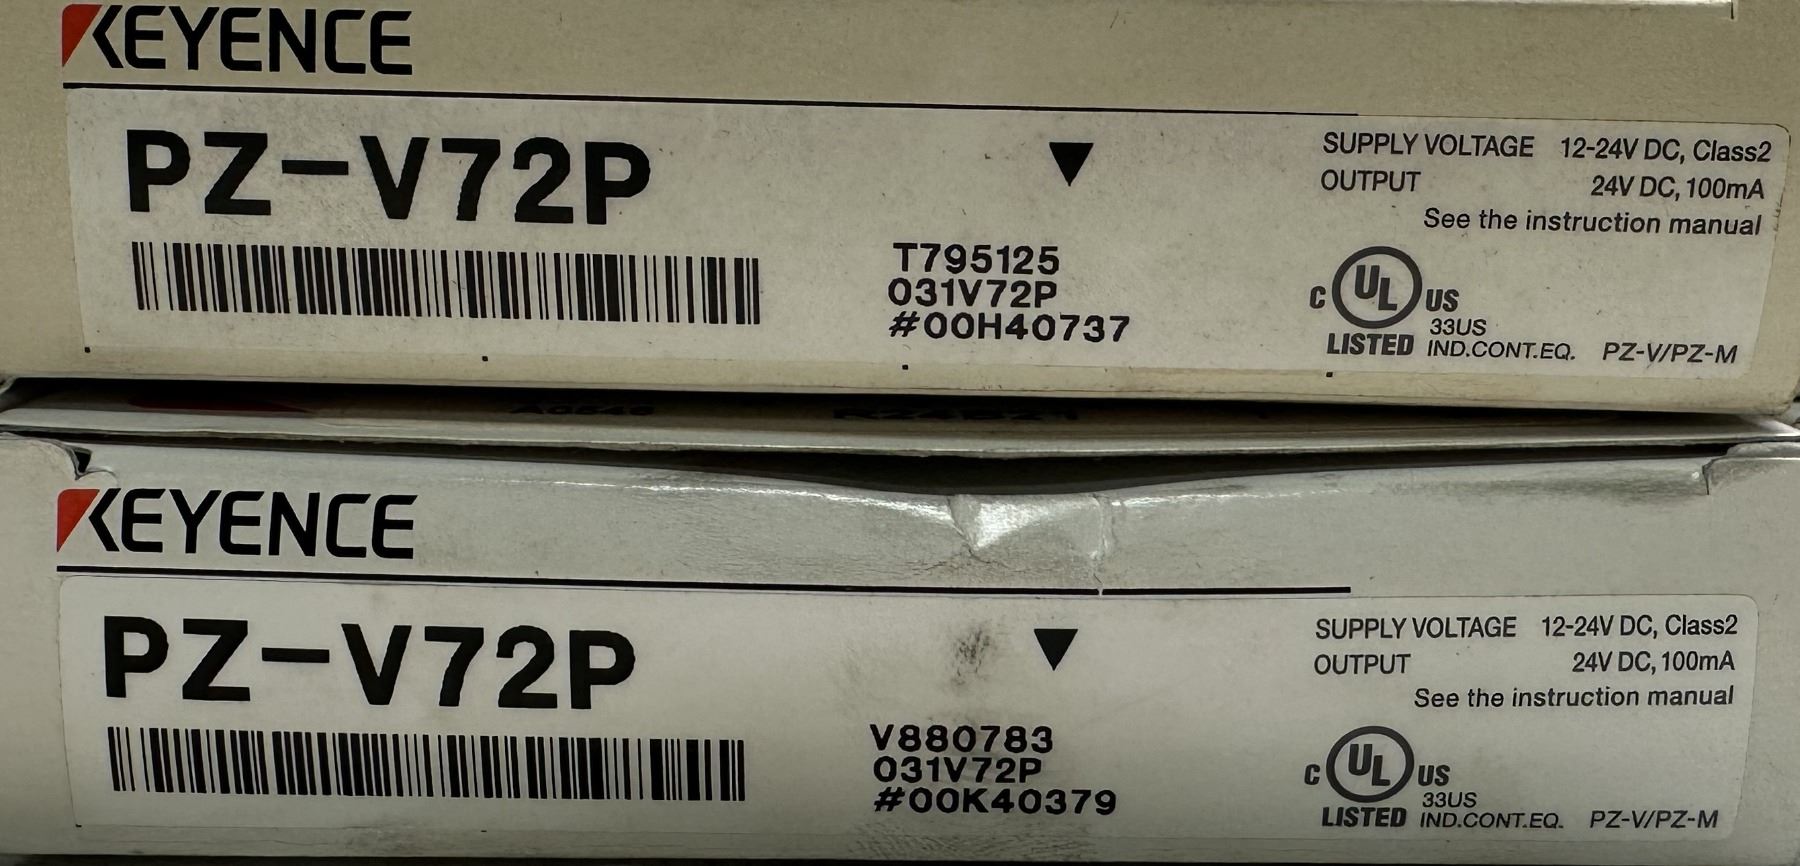 KEYENCE
PZ-V72P
SUPPLY VOLTAGE 12-24V DC, Class2
OUTPUT 24V DC, 100mA
See the instruction manual
T795125
031V72P
#00H40737
C UL US
33US
LISTED IND.CONT.EQ. PZ-V/PZ-M
KEYENCE
PZ-V72P
SUPPLY VOLTAGE 12-24V DC, Class2
OUTPUT 24V DC, 100mA
See the instruction manual
V880783
031V72P
#00K40379
C UL US
33US
LISTED IND.CONT.EQ. PZ-V/PZ-M